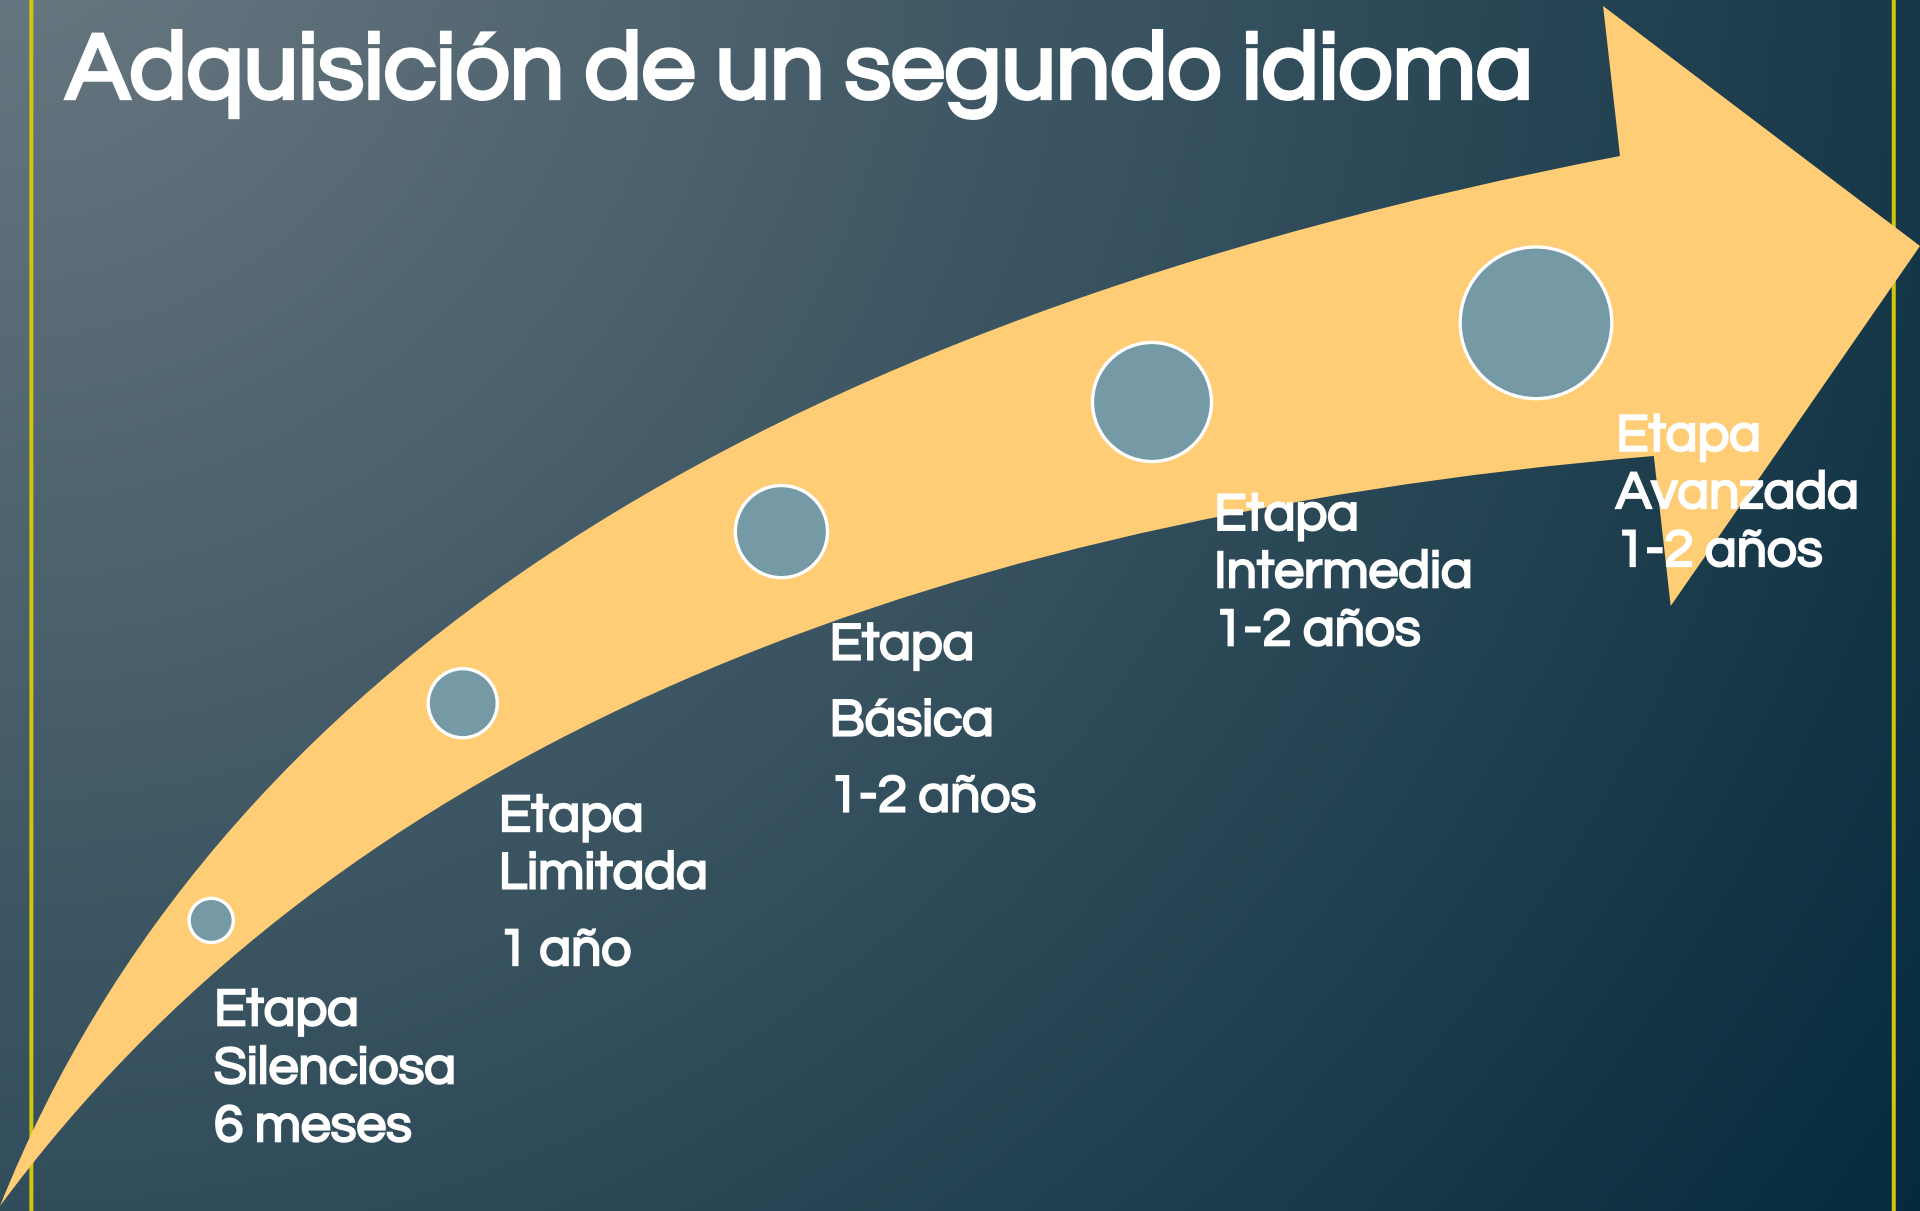 Adquisición de un segundo idioma
Etapa
Silenciosa
6 meses
Etapa
Limitada
1 año
Etapa
Básica
1-2 años
Etapa
Intermedia
1-2 años
Etapa
Avanzada
1-2 años